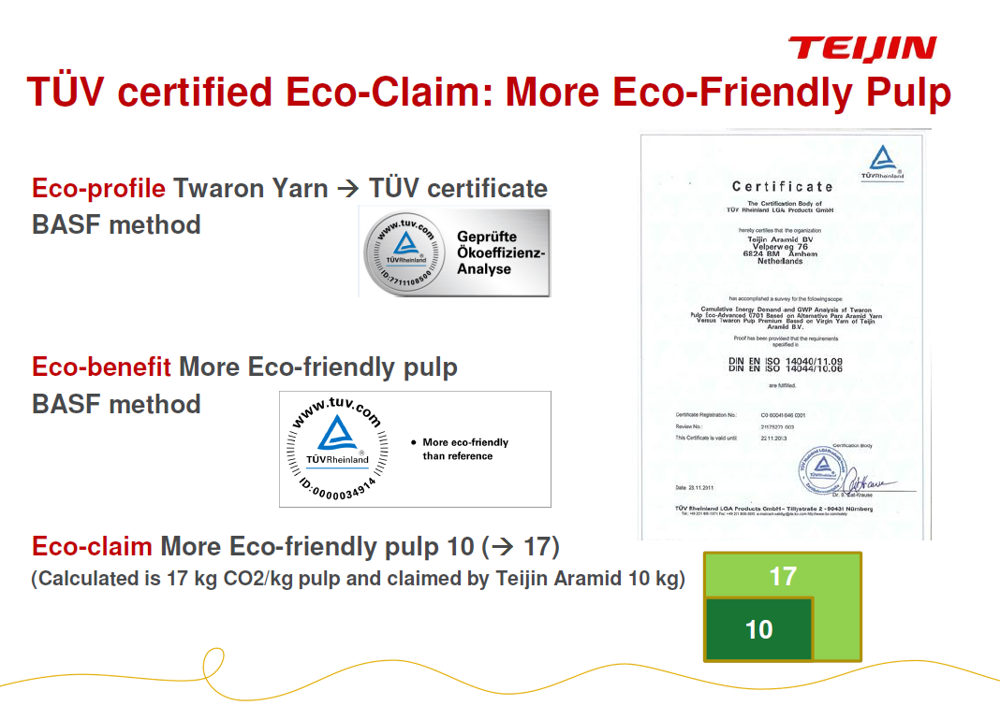 TEIJIN
TÜV certified Eco-Claim: More Eco-Friendly Pulp
Eco-profile Twaron Yarn → TÜV certificate
BASF method
www.tuv.com
TÜVRheinland®
ID:7711108500
Geprüfte
Ökoeffizienz-
Analyse
Eco-benefit More Eco-friendly pulp
BASF method
www.tuv.com
TÜVRheinland®
ID:0000034914
• More eco-friendly
than reference
Eco-claim More Eco-friendly pulp 10 (→ 17)
(Calculated is 17 kg CO2/kg pulp and claimed by Teijin Aramid 10 kg)
17
10
TÜVRheinland®
Certificate
The Certification Body of
TÜV Rheinland LGA Products GmbH
hereby certifies that the organization
Teijin Aramid BV
Velperweg 76
6824 BM Arnhem
Netherlands
has accomplished a survey for the following scope:
Cumulative Energy Demand and GWP Analysis of Twaron
Pulp Eco-Advanced 0701 Based on Alternative Para Aramid Yarn
Versus Twaron Pulp Premium Based on Virgin Yarn of Teijin
Aramid B.V.
Proof has been provided that the requirements
specified in
DIN EN ISO 14040/11.09
DIN EN ISO 14044/10.06
are fulfilled.
Certificate Registration No.: CO 60041646 0001
Review No.: 21175271 003
This Certificate is valid until: 22.11.2013
Certification Body
Date 23.11.2011
TÜV Rheinland LGA Products GmbH – Tillystraße 2 - 90431 Nürnberg